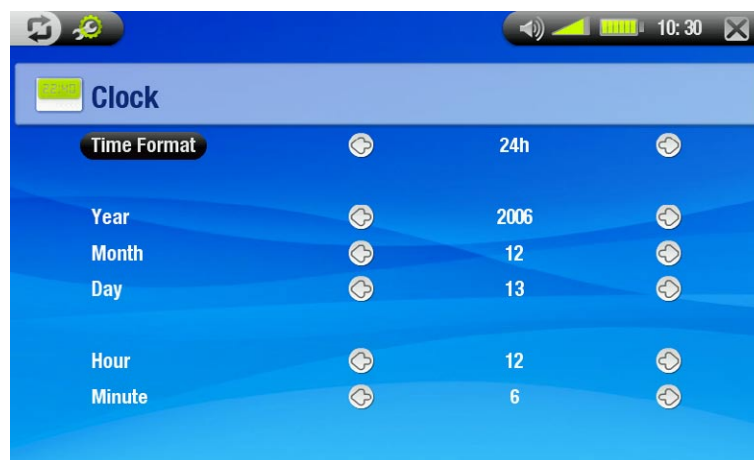 10:30
Clock
Time Format 24h
Year 2006
Month 12
Day 13
Hour 12
Minute 6